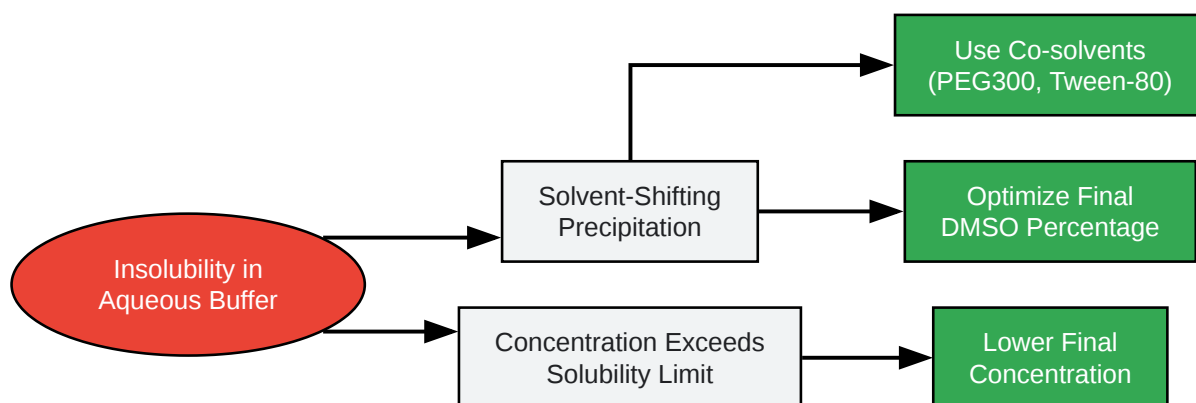 Use Co-solvents
(PEG300, Tween-80)
Solvent-Shifting
Precipitation
Optimize Final
DMSO Percentage
Insolubility in
Aqueous Buffer
Concentration Exceeds
Solubility Limit
Lower Final
Concentration